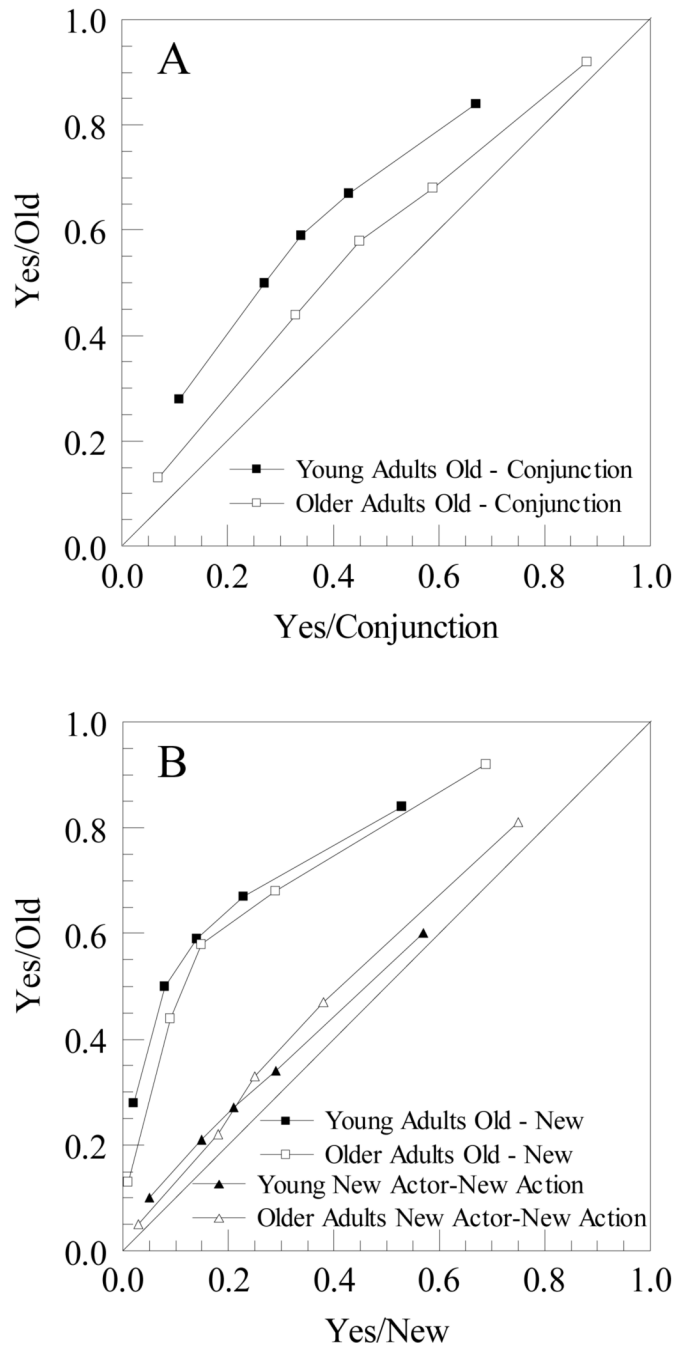 1.0
A
0.8
0.6
Yes/Old
0.4
0.2
Young Adults Old - Conjunction
Older Adults Old - Conjunction
0.0
0.0 0.2 0.4 0.6 0.8 1.0
Yes/Conjunction
1.0
B
0.8
0.6
Yes/Old
0.4
0.2
Young Adults Old - New
Older Adults Old - New
Young New Actor-New Action
Older Adults New Actor-New Action
0.0
0.0 0.2 0.4 0.6 0.8 1.0
Yes/New